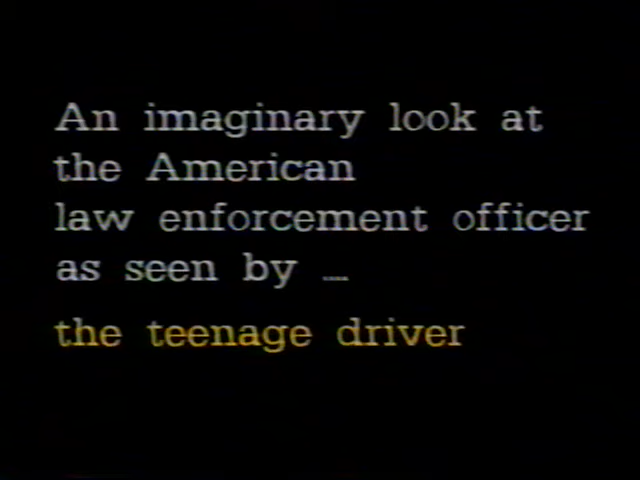 An imaginary look at
the American
law enforcement officer
as seen by ....
the teenage driver